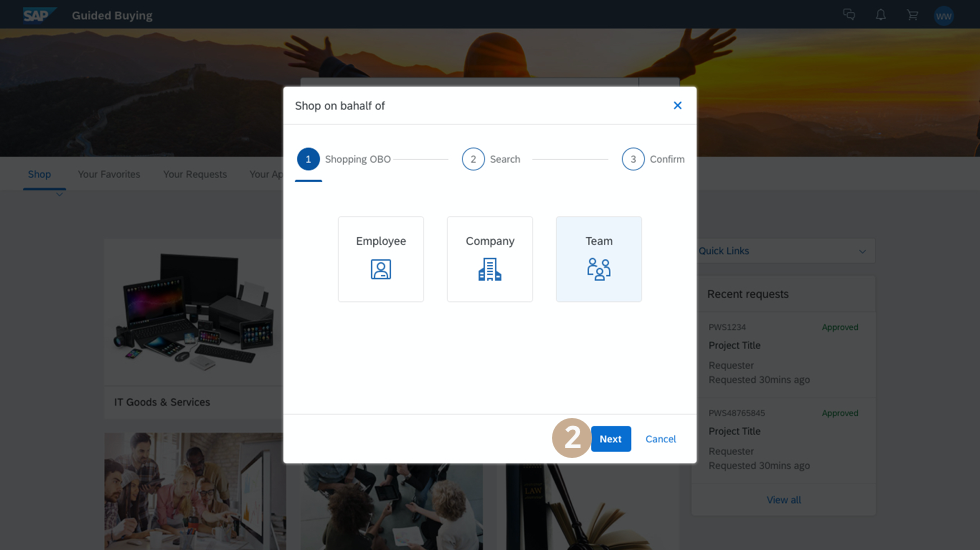 SAP Guided Buying
WW
Shop on bahalf of
1 Shopping OBO 2 Search 3 Confirm
Shop Your Favorites Your Requests Your Ap
Employee Company Team
Quick Links
Recent requests
PWS1234 Approved
Project Title
Requester
Requested 30mins ago
IT Goods & Services
PWS48765845 Approved
Project Title
Requester
Requested 30mins ago
2 Next Cancel
LAW
View all